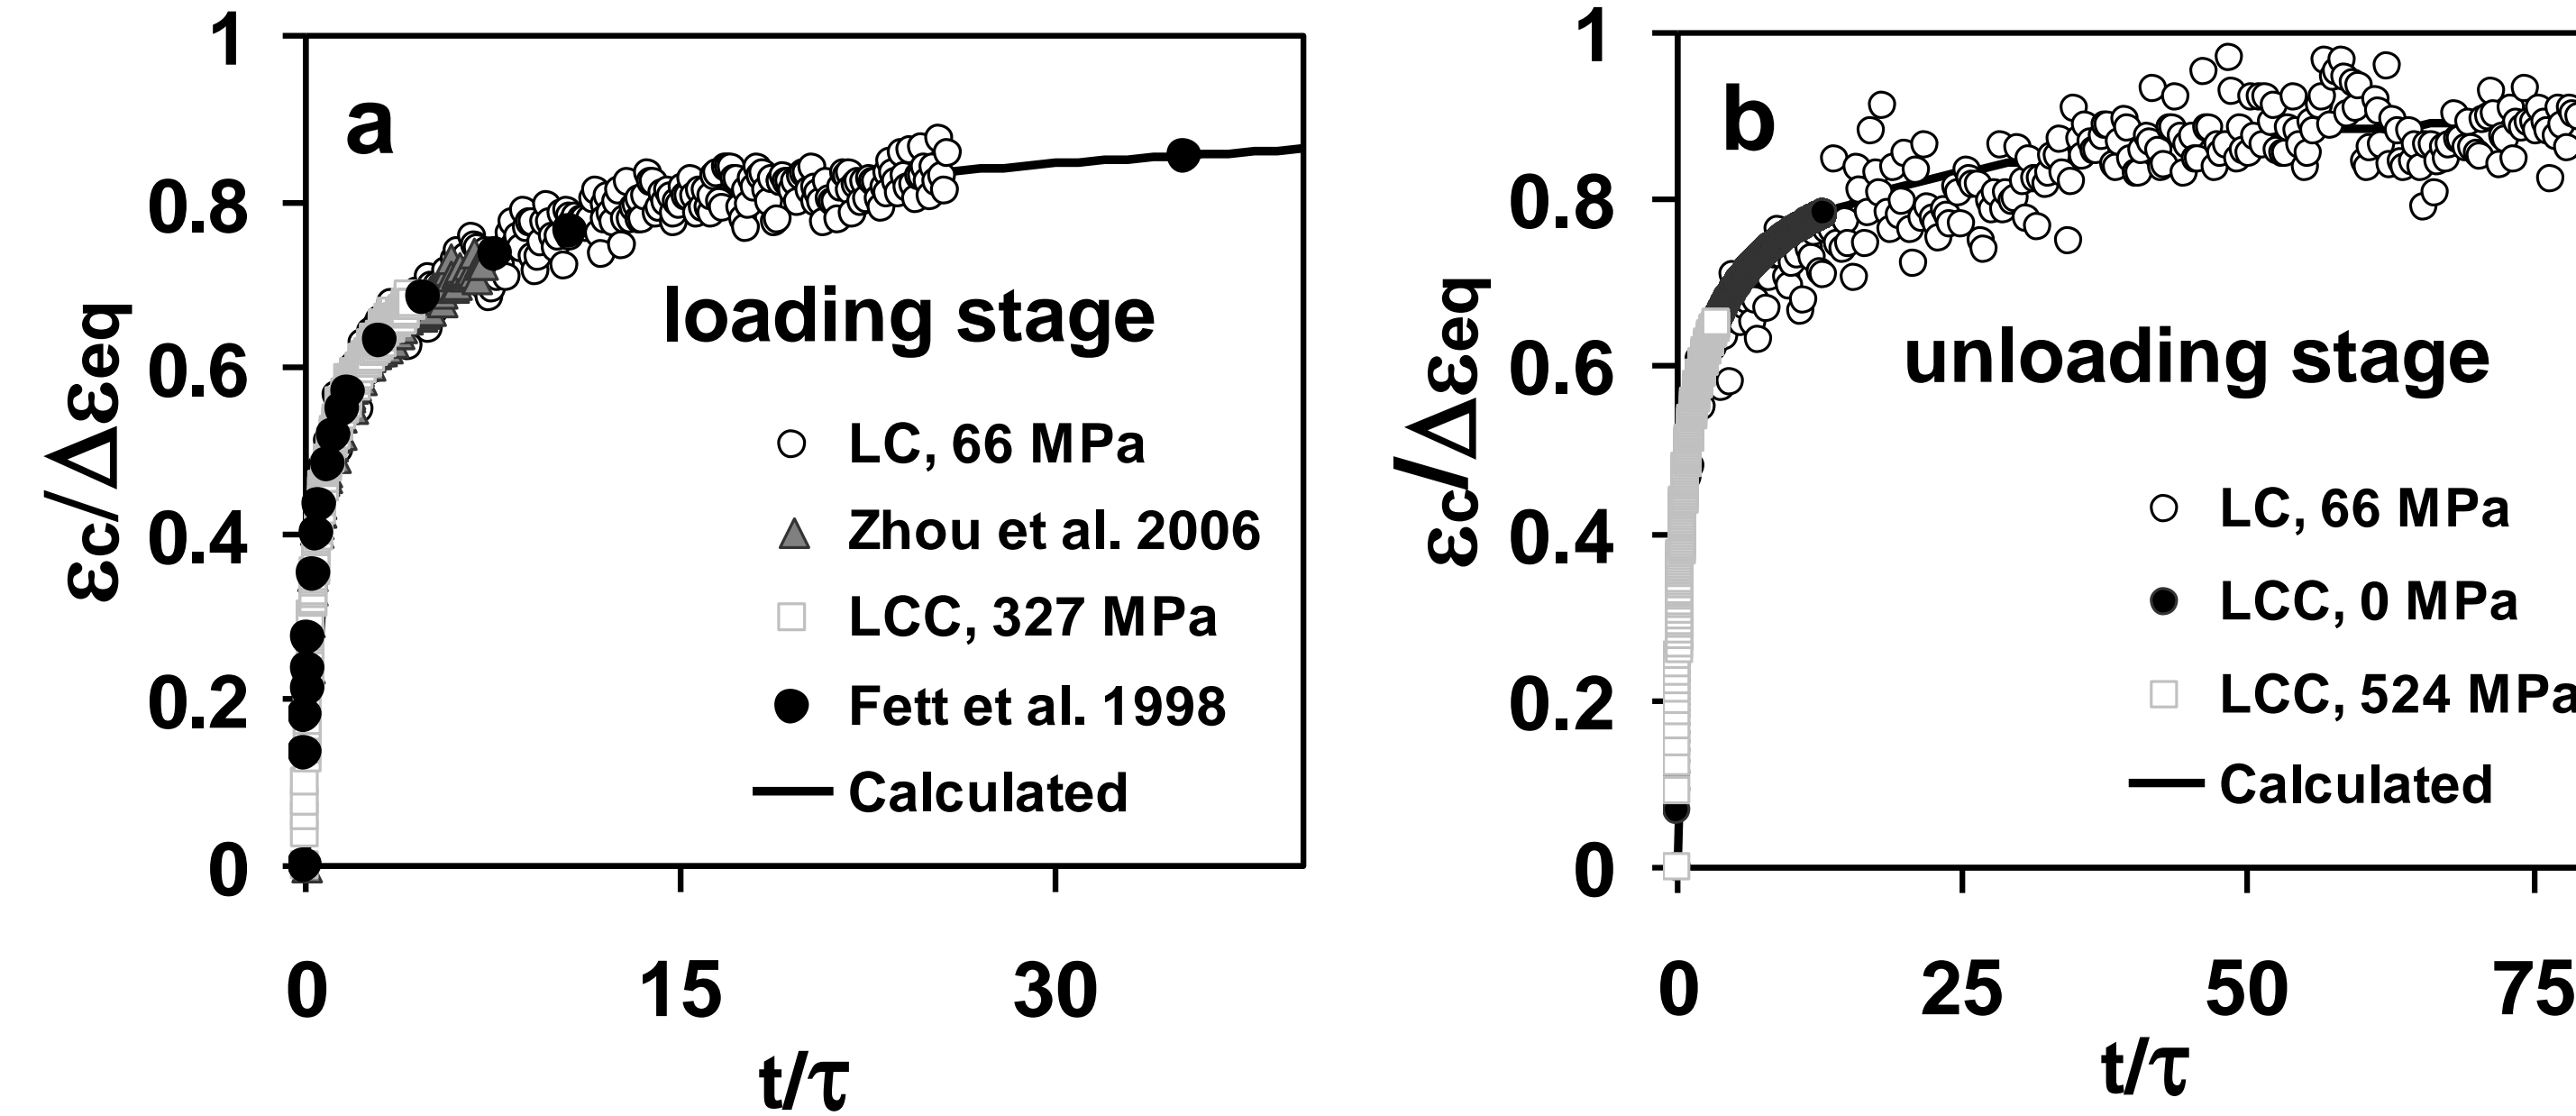 1
a
0.8
0.6
0.4
0.2
0
εc/Δεeq
loading stage
LC, 66 MPa
Zhou et al. 2006
LCC, 327 MPa
Fett et al. 1998
Calculated
0 15 30
t/τ
1
b
0.8
0.6
0.4
0.2
0
εc/Δεeq
unloading stage
LC, 66 MPa
LCC, 0 MPa
LCC, 524 MPa
Calculated
0 25 50 75
t/τ